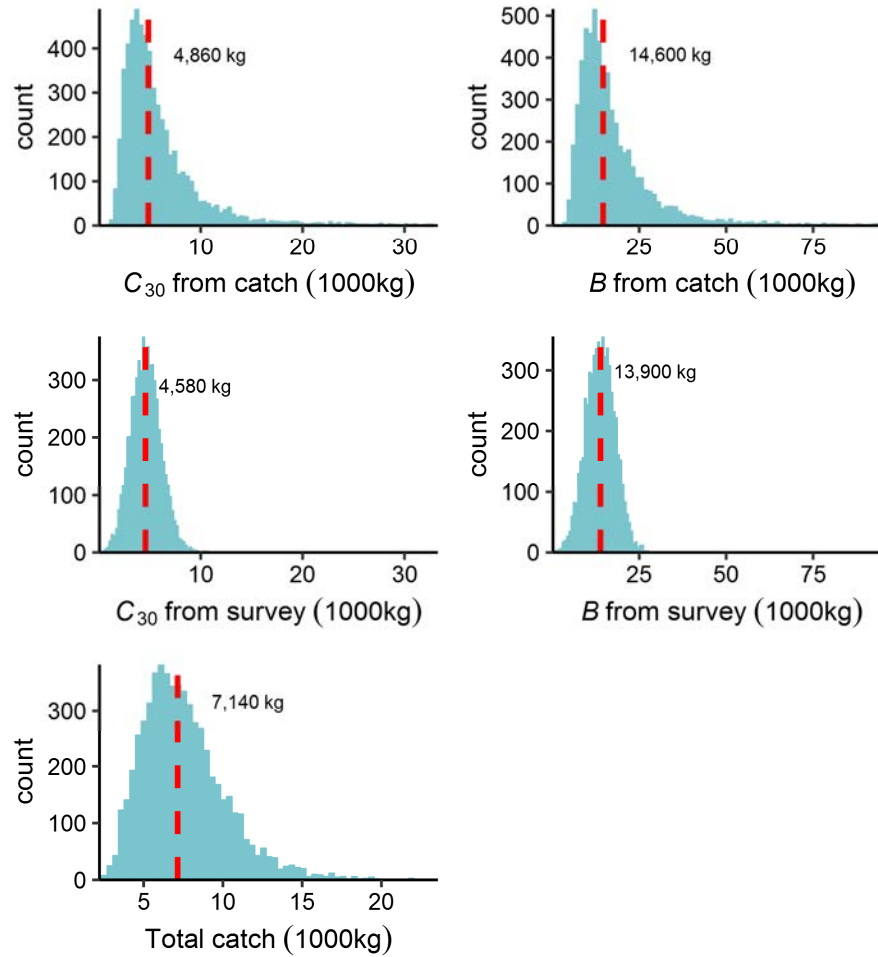 count
400
300
200
100
0
4,860 kg
10
20
30
C30 from catch (1000kg)
count
500
400
300
200
100
0
14,600 kg
25
50
75
B from catch (1000kg)
count
300
200
100
0
4,580 kg
10
20
30
C30 from survey (1000kg)
count
300
200
100
0
13,900 kg
25
50
75
B from survey (1000kg)
count
300
200
100
0
7,140 kg
5
10
15
20
Total catch (1000kg)